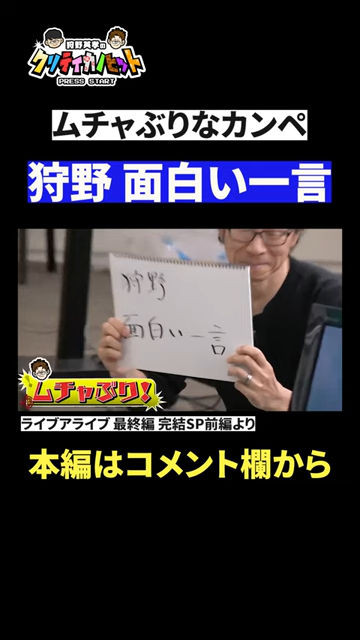 狩野英孝の
クリティカルヒット
PRESS START
ムチャぶりなカンペ
狩野 面白い一言
狩野
面白い一言
ムチャぶり!
ライブアライブ 最終編 完結SP前編より
本編はコメント欄から